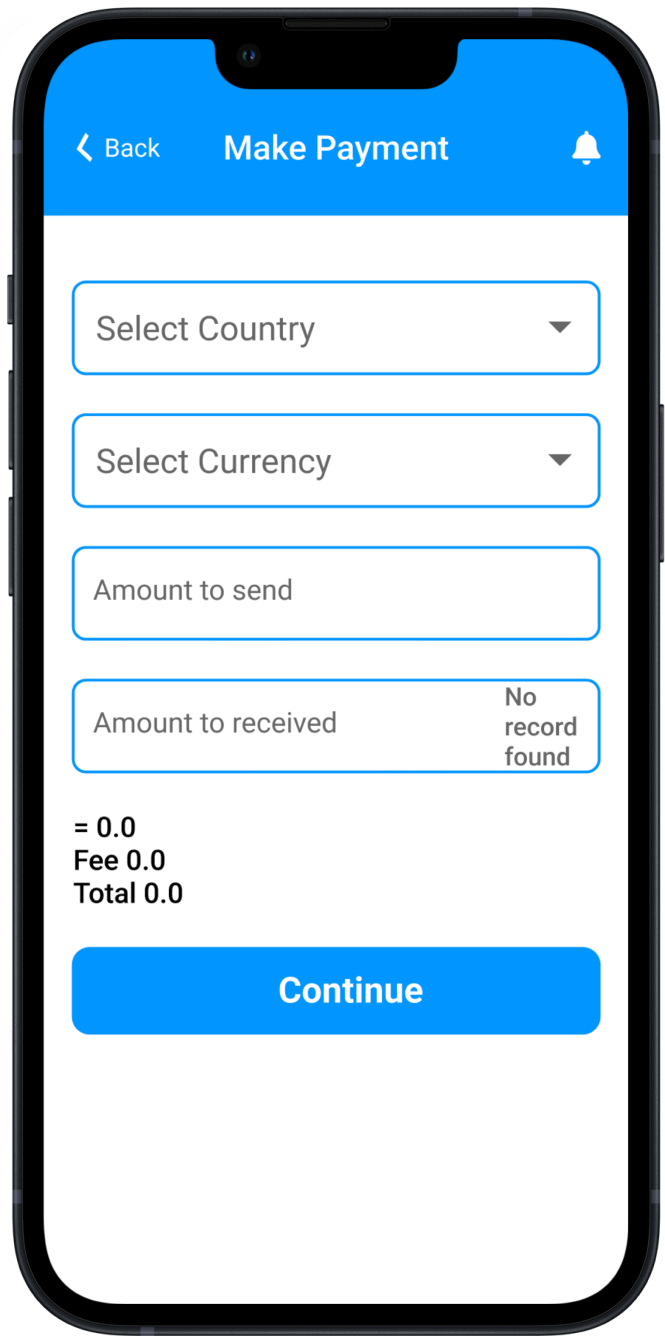 Back
Make Payment
Select Country
Select Currency
Amount to send
Amount to received
No
record
found
= 0.0
Fee 0.0
Total 0.0
Continue